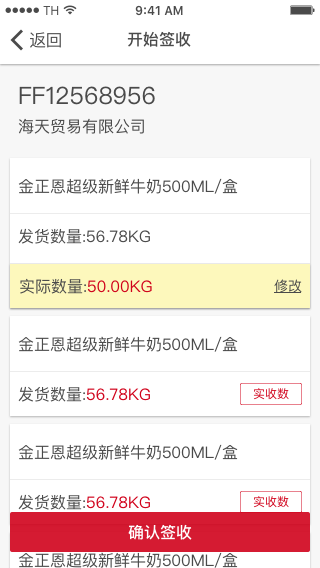 TH 9:41 AM
返回 开始签收
FF12568956
海天贸易有限公司
金正恩超级新鲜牛奶500ML/盒
发货数量:56.78KG
实际数量:50.00KG 修改
金正恩超级新鲜牛奶500ML/盒
发货数量:56.78KG 实收数
金正恩超级新鲜牛奶500ML/盒
发货数量:56.78KG 实收数
确认签收
金正恩超级新鲜牛奶500ML/盒